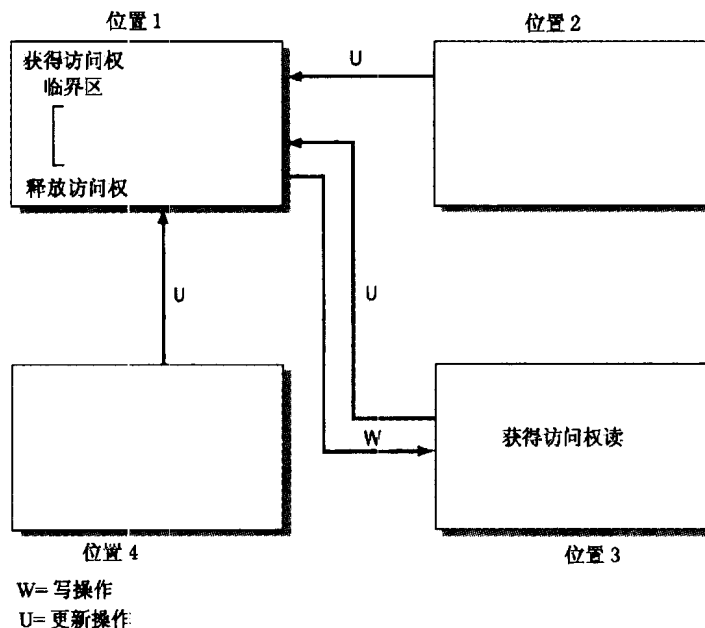 位置1
位置2
获得访问权
临界区
释放访问权
U
U
U
W
获得访问权读
位置4
位置3
W= 写操作
U= 更新操作